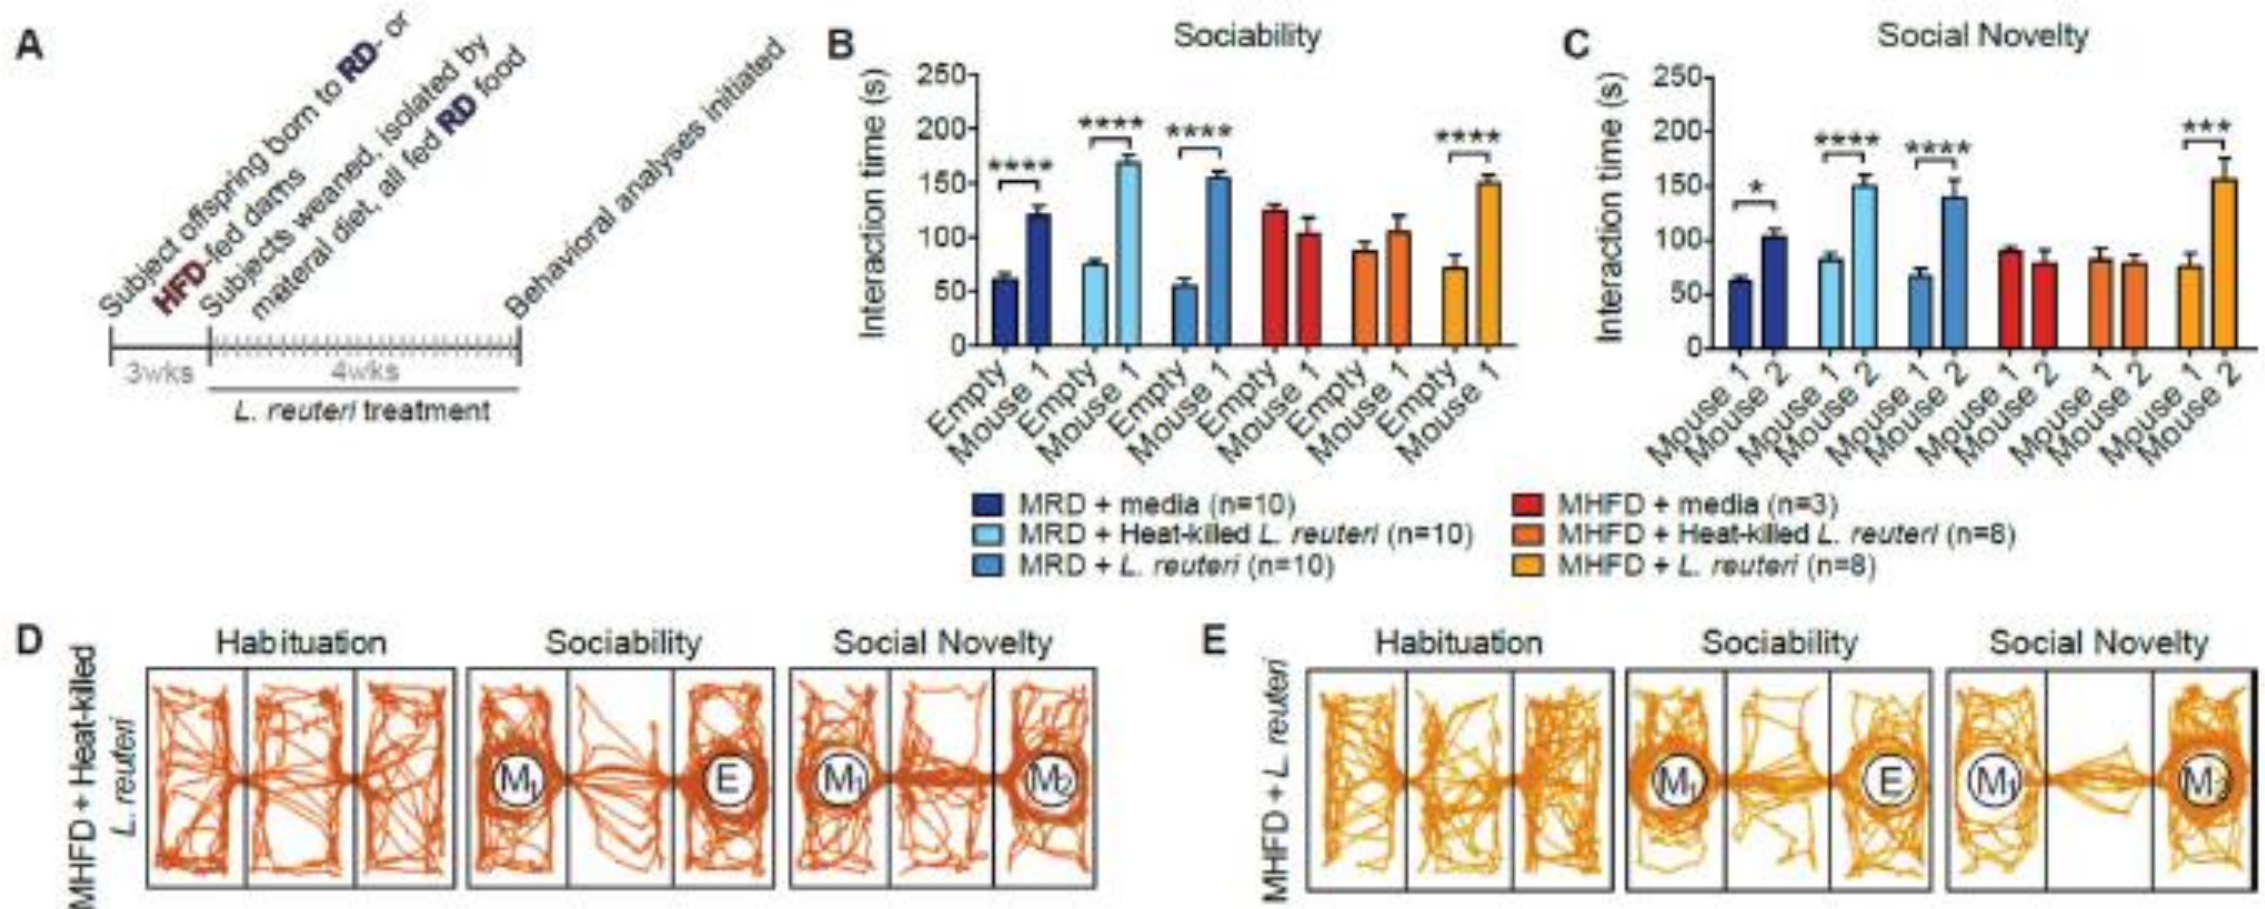 A
Subject offspring born to RD- or
HFD-fed dams
Subjects weaned, isolated by
materal diet, all fed RD food
Behavioral analyses initiated
3wks
4wks
L. reuteri treatment
B
Sociability
Interaction time (s)
250
200
150
100
50
0
****
****
****
****
Empty
Mouse 1
Empty
Mouse 1
Empty
Mouse 1
Empty
Mouse 1
Empty
Mouse 1
Empty
Mouse 1
C
Social Novelty
Interaction time (s)
250
200
150
100
50
0
*
****
****
***
Mouse 1
Mouse 2
Mouse 1
Mouse 2
Mouse 1
Mouse 2
Mouse 1
Mouse 2
Mouse 1
Mouse 2
Mouse 1
Mouse 2
MRD + media (n=10)
MRD + Heat-killed L. reuteri (n=10)
MRD + L. reuteri (n=10)
MHFD + media (n=3)
MHFD + Heat-killed L. reuteri (n=8)
MHFD + L. reuteri (n=8)
D
MHFD + Heat-killed
L. reuteri
Habituation
Sociability
Social Novelty
M1
E
M1
M2
E
MHFD + L. reuteri
Habituation
Sociability
Social Novelty
M1
E
M1
M2